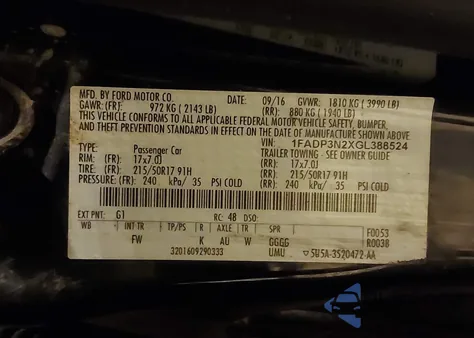 MFD. BY FORD MOTOR CO. DATE: 09/16 GVWR: 1810 KG ( 3990 LB)
GAWR: (FR): 972 KG ( 2143 LB) (RR): 880 KG ( 1940 LB)
THIS VEHICLE CONFORMS TO ALL APPLICABLE FEDERAL MOTOR VEHICLE SAFETY, BUMPER,
AND THEFT PREVENTION STANDARDS IN EFFECT ON THE DATE OF MANUFACTURE SHOWN ABOVE.
VIN: 1FADP3N2XGL388524
TYPE: Passenger Car TRAILER TOWING - SEE OWNER GUIDE
RIM: (FR): 17x7.0J (RR): 17x7.0J
TIRE: (FR): 215/50R17 91H (RR): 215/50R17 91H
PRESSURE: (FR): 240 kPa/ 35 PSI COLD (RR): 240 kPa/ 35 PSI COLD
EXT PNT: G1 RC: 48 DSO: F0053
WB INT TR TP/PS R AXLE TR SPR R0038
FW K AU W GGGG
3201609290333 UMU 5U5A-3520472 AA